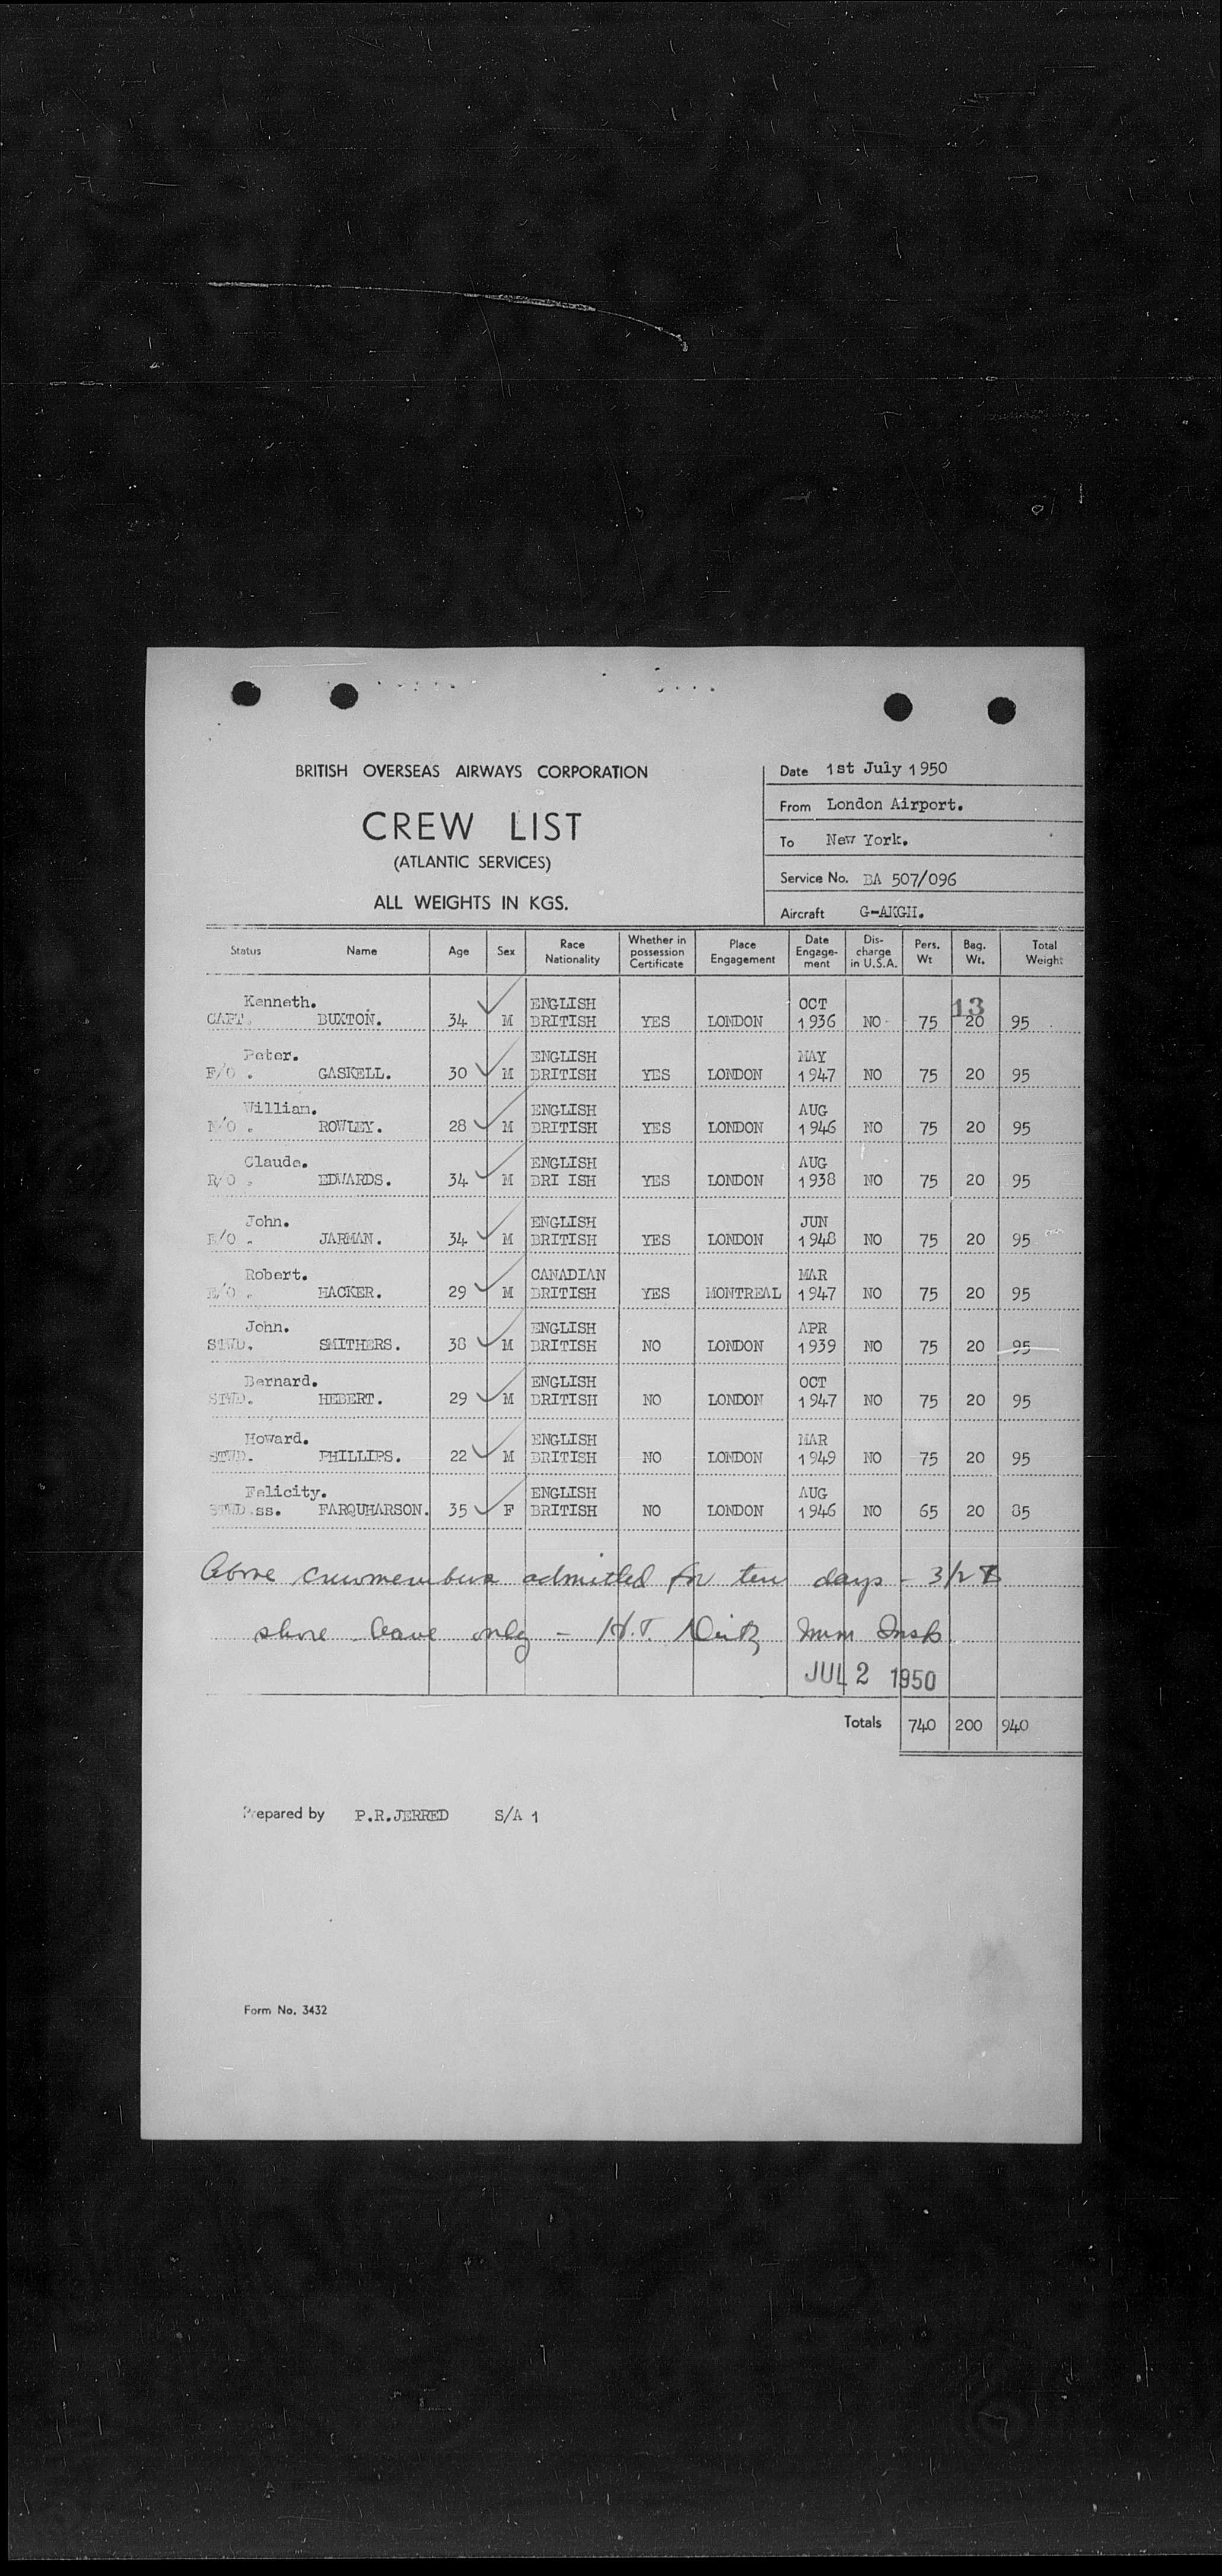 BRITISH OVERSEAS AIRWAYS CORPORATION
CREW LIST
(ATLANTIC SERVICES)
ALL WEIGHTS IN KGS.
Date 1st July 1950
From London Airport.
To New York.
Service No. BA 507/096
Aircraft G-AKGH.
Status Name Age Sex Race Nationality Whether in possession Certificate Place Engagement Date Engage-ment Dis-charge in U.S.A. Pers. Wt Bag. Wt. Total Weight
Kenneth. ENGLISH OCT 13
CAPT. BUXTON. 34 M BRITISH YES LONDON 1936 NO 75 20 95
Peter. ENGLISH MAY
F/O . GASKELL. 30 M BRITISH YES LONDON 1947 NO 75 20 95
William. ENGLISH AUG
N/O . ROWLEY. 28 M BRITISH YES LONDON 1946 NO 75 20 95
Claude. ENGLISH AUG
R/O . EDWARDS. 34 M BRI ISH YES LONDON 1938 NO 75 20 95
John. ENGLISH JUN
E/O . JARMAN. 34 M BRITISH YES LONDON 1948 NO 75 20 95
Robert. CANADIAN MAR
E/O . HACKER. 29 M BRITISH YES MONTREAL 1947 NO 75 20 95
John. ENGLISH APR
STWD. SMITHERS. 38 M BRITISH NO LONDON 1939 NO 75 20 95
Bernard. ENGLISH OCT
STWD. HEBERT. 29 M BRITISH NO LONDON 1947 NO 75 20 95
Howard. ENGLISH MAR
STWD. PHILLIPS. 22 M BRITISH NO LONDON 1949 NO 75 20 95
Felicity. ENGLISH AUG
STWD.ss. FARQUHARSON. 35 F BRITISH NO LONDON 1946 NO 65 20 85
Above crewmembers admitted for ten days -
shore leave only - H.T. Imm Insp.
JUL 2 1950
Totals 740 200 940
Prepared by P.R.JERRED S/A 1
Form No. 3432